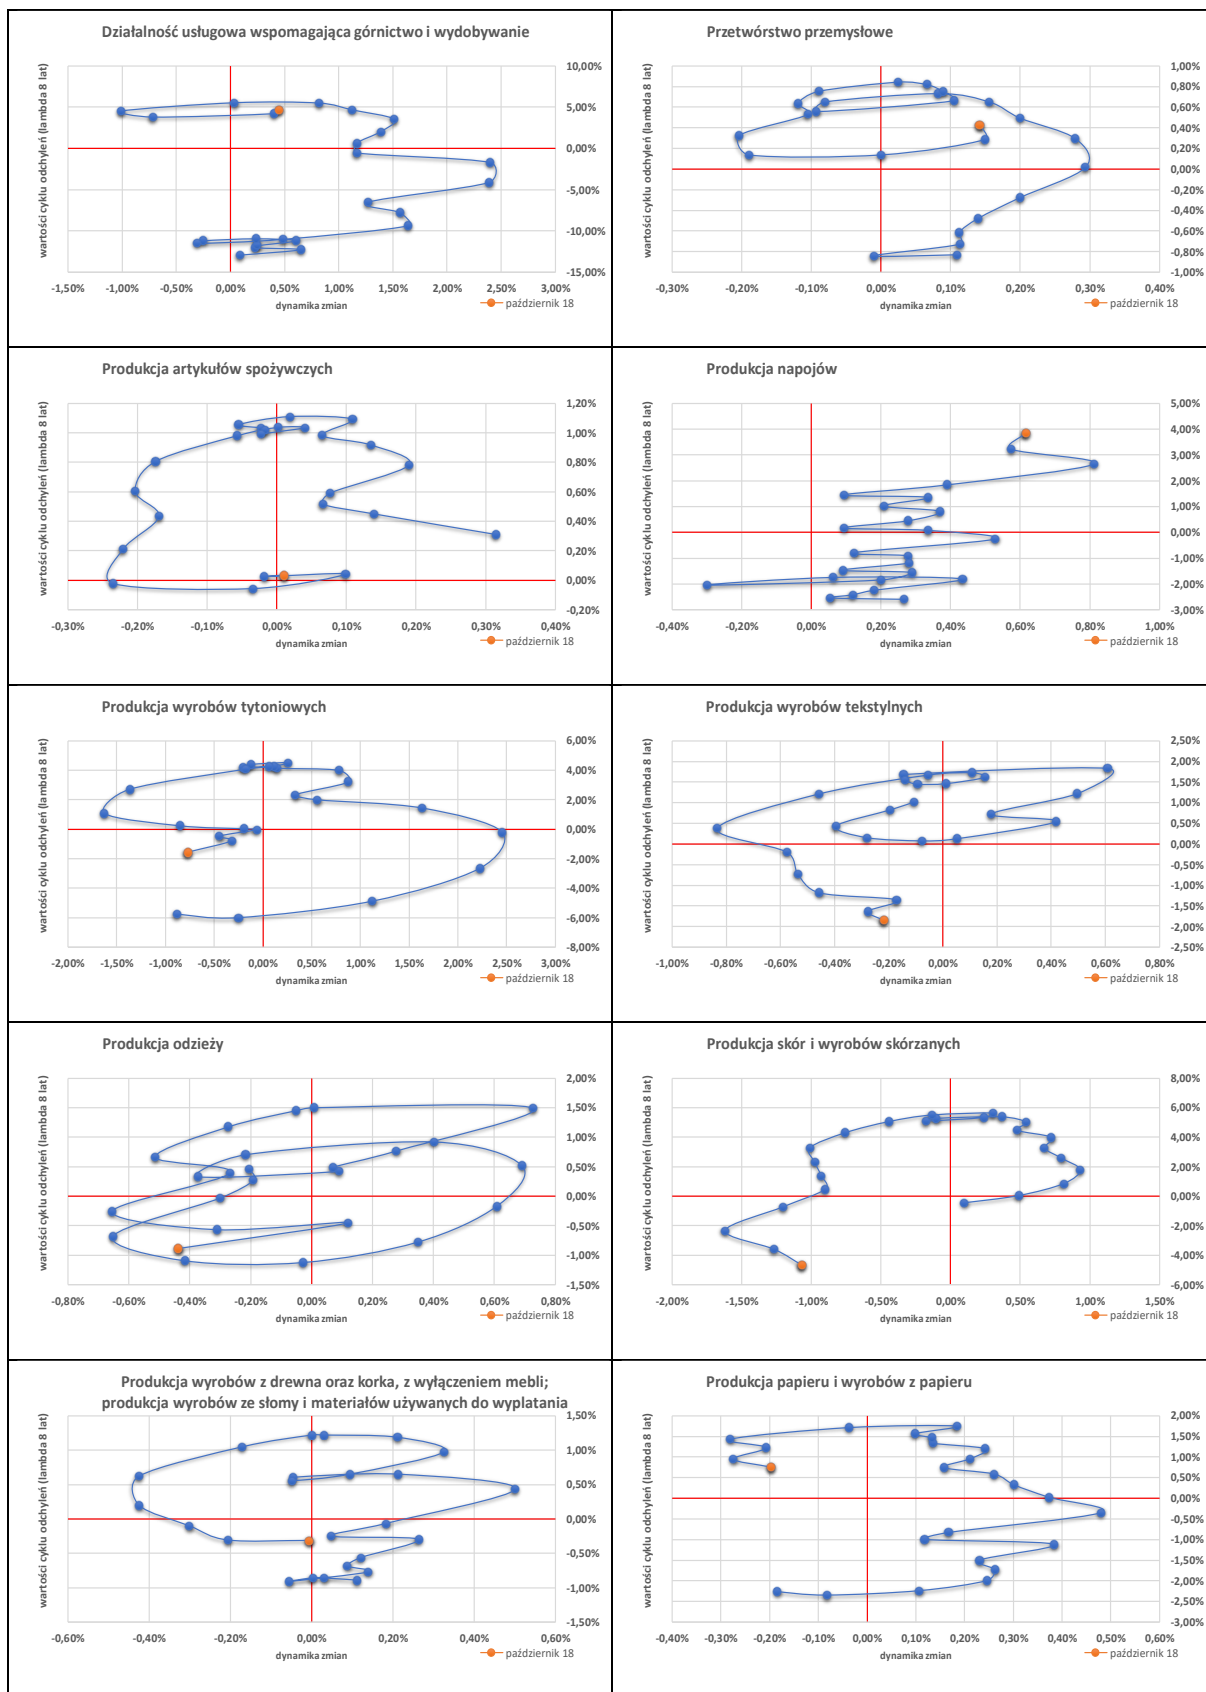 Działalność usługowa wspomagająca górnictwo i wydobywanie
wartości cyklu odchyleń (lambda 8 lat)
10,00%
5,00%
0,00%
-5,00%
-10,00%
-15,00%
-1,50% -1,00% -0,50% 0,00% 0,50% 1,00% 1,50% 2,00% 2,50% 3,00%
dynamika zmian
październik 18
Przetwórstwo przemysłowe
wartości cyklu odchyleń (lambda 8 lat)
1,00%
0,80%
0,60%
0,40%
0,20%
0,00%
-0,20%
-0,40%
-0,60%
-0,80%
-1,00%
-0,30% -0,20% -0,10% 0,00% 0,10% 0,20% 0,30% 0,40%
dynamika zmian
październik 18
Produkcja artykułów spożywczych
wartości cyklu odchyleń (lambda 8 lat)
1,20%
1,00%
0,80%
0,60%
0,40%
0,20%
0,00%
-0,20%
-0,30% -0,20% -0,10% 0,00% 0,10% 0,20% 0,30% 0,40%
dynamika zmian
październik 18
Produkcja napojów
wartości cyklu odchyleń (lambda 8 lat)
5,00%
4,00%
3,00%
2,00%
1,00%
0,00%
-1,00%
-2,00%
-3,00%
-0,40% -0,20% 0,00% 0,20% 0,40% 0,60% 0,80% 1,00%
dynamika zmian
październik 18
Produkcja wyrobów tytoniowych
wartości cyklu odchyleń (lambda 8 lat)
6,00%
4,00%
2,00%
0,00%
-2,00%
-4,00%
-6,00%
-8,00%
-2,00% -1,50% -1,00% -0,50% 0,00% 0,50% 1,00% 1,50% 2,00% 2,50% 3,00%
dynamika zmian
październik 18
Produkcja wyrobów tekstylnych
wartości cyklu odchyleń (lambda 8 lat)
2,50%
2,00%
1,50%
1,00%
0,50%
0,00%
-0,50%
-1,00%
-1,50%
-2,00%
-2,50%
-1,00% -0,80% -0,60% -0,40% -0,20% 0,00% 0,20% 0,40% 0,60% 0,80%
dynamika zmian
październik 18
Produkcja odzieży
wartości cyklu odchyleń (lambda 8 lat)
2,00%
1,50%
1,00%
0,50%
0,00%
-0,50%
-1,00%
-1,50%
-0,80% -0,60% -0,40% -0,20% 0,00% 0,20% 0,40% 0,60% 0,80%
dynamika zmian
październik 18
Produkcja skór i wyrobów skórzanych
wartości cyklu odchyleń (lambda 8 lat)
8,00%
6,00%
4,00%
2,00%
0,00%
-2,00%
-4,00%
-6,00%
-2,00% -1,50% -1,00% -0,50% 0,00% 0,50% 1,00% 1,50%
dynamika zmian
październik 18
Produkcja wyrobów z drewna oraz korka, z wyłączeniem mebli;
produkcja wyrobów ze słomy i materiałów używanych do wyplatania
wartości cyklu odchyleń (lambda 8 lat)
1,50%
1,00%
0,50%
0,00%
-0,50%
-1,00%
-1,50%
-0,60% -0,40% -0,20% 0,00% 0,20% 0,40% 0,60%
dynamika zmian
październik 18
Produkcja papieru i wyrobów z papieru
wartości cyklu odchyleń (lambda 8 lat)
2,00%
1,50%
1,00%
0,50%
0,00%
-0,50%
-1,00%
-1,50%
-2,00%
-2,50%
-3,00%
-0,40% -0,30% -0,20% -0,10% 0,00% 0,10% 0,20% 0,30% 0,40% 0,50% 0,60%
dynamika zmian
październik 18